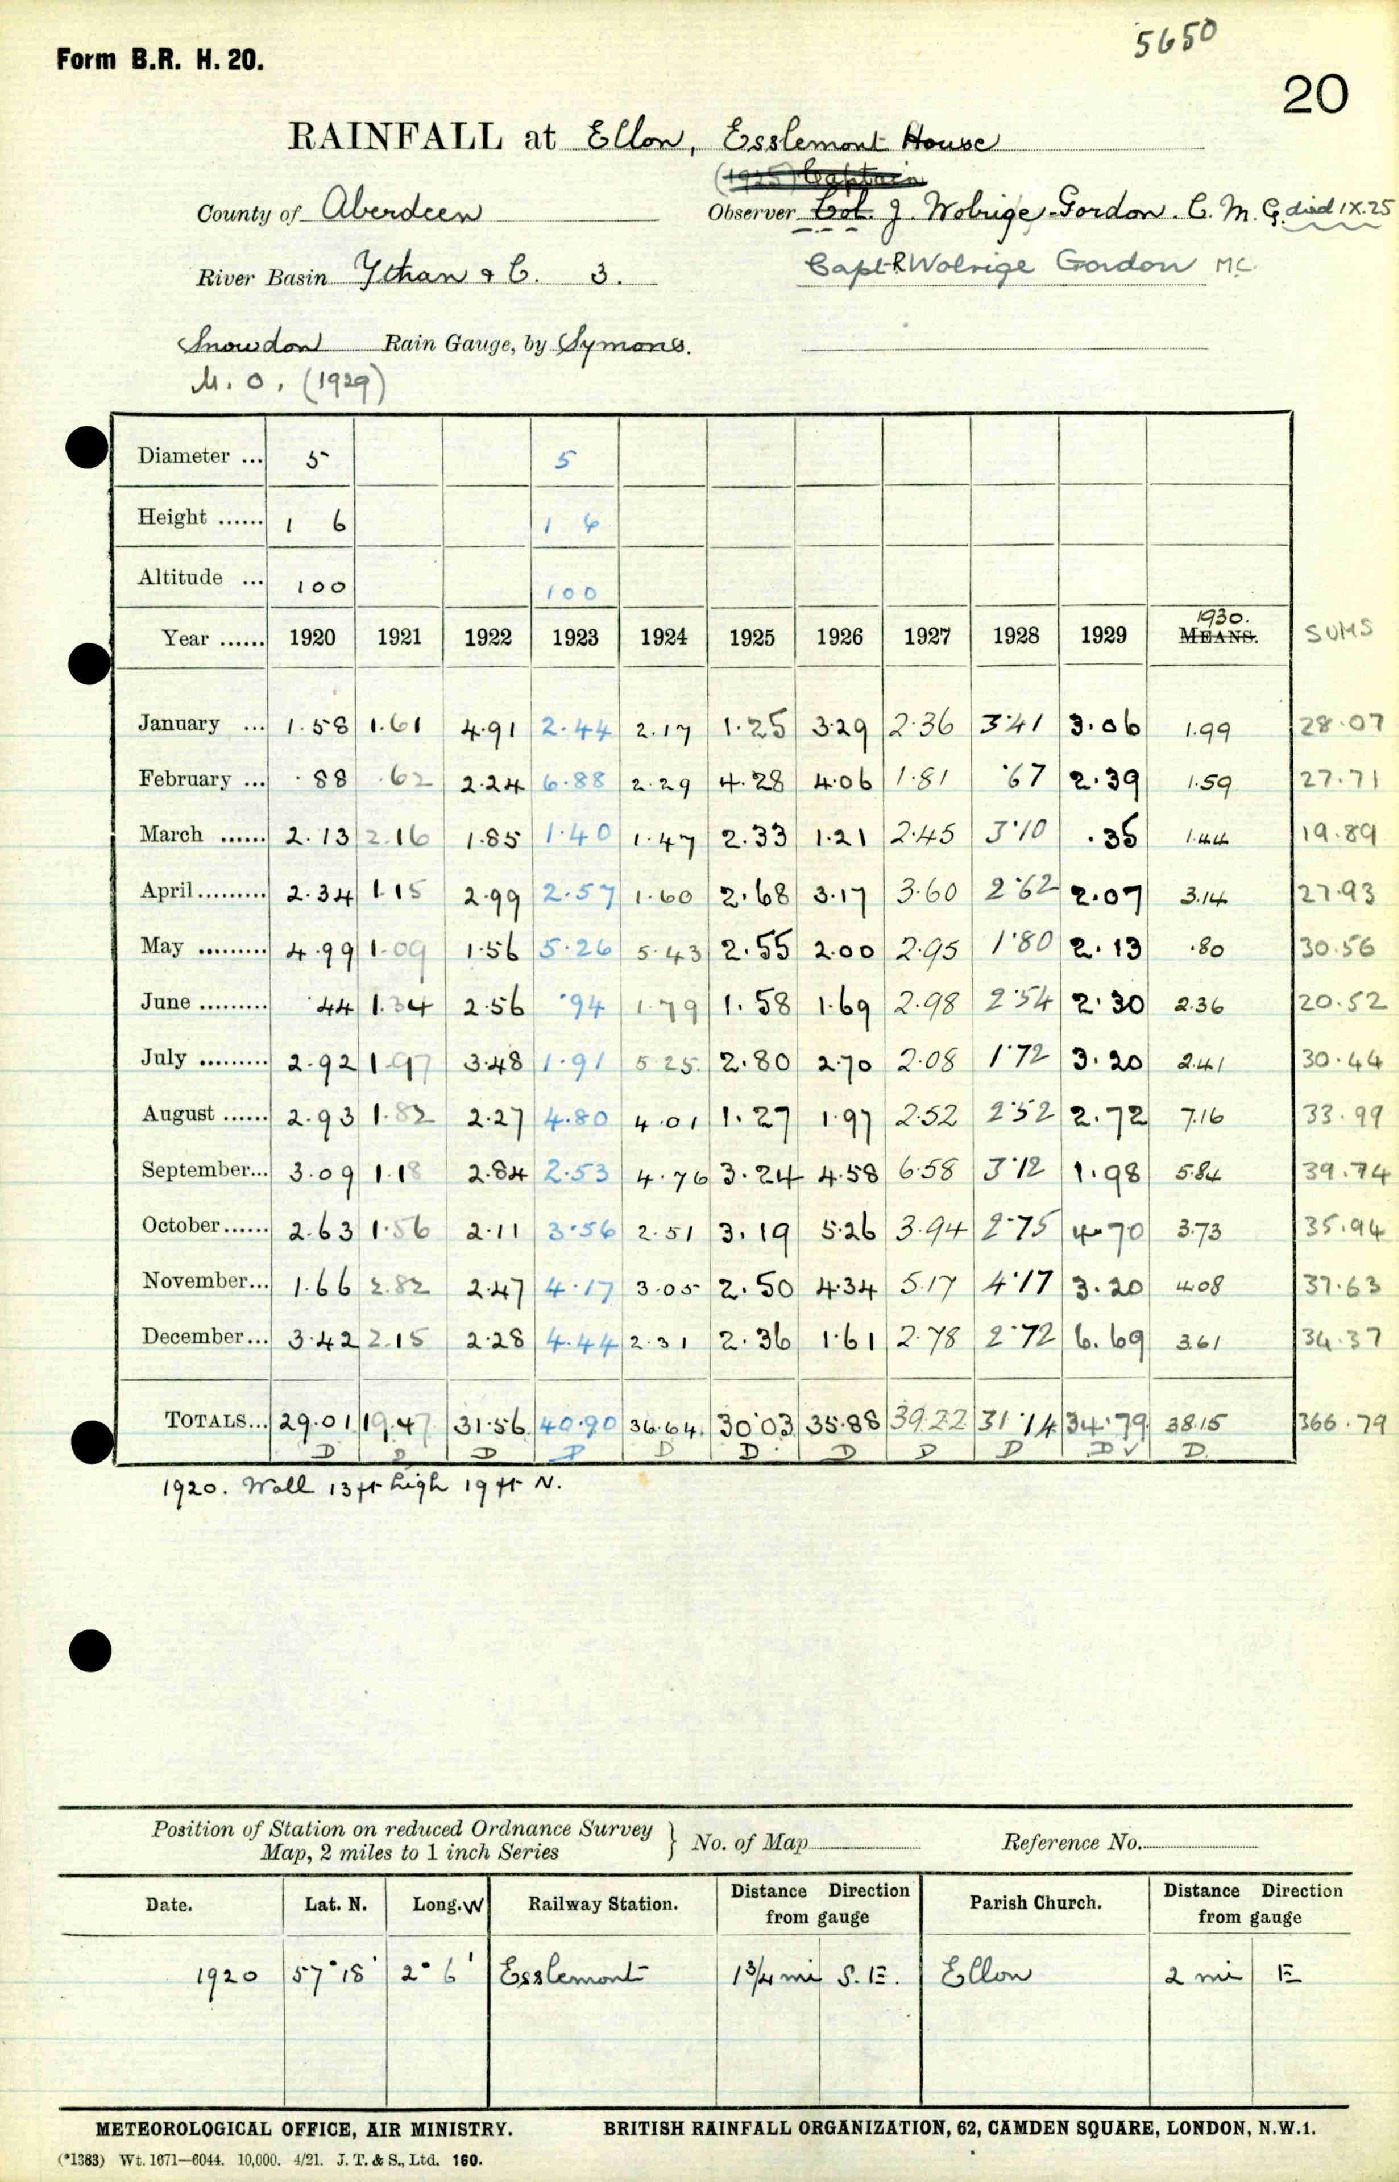 5650
Form B.R. H. 20.
20
RAINFALL at Ellon, Esslemont House
(1925) Captain
County of Aberdeen Observer Col. J. Wolrige-Gordon. C. M. G. died IX.25
River Basin Ythan & C. 3. Capt R Wolrige Gordon M.C.
Snowdon Rain Gauge, by Symons.
M. O. (1929)
Diameter ... 5 5
Height ...... 1 6 1 6
Altitude ... 100 100
1930.
Year ...... 1920 1921 1922 1923 1924 1925 1926 1927 1928 1929 MEANS. SUMS
January ... 1.58 1.61 4.91 2.44 2.17 1.25 3.29 2.36 3.41 3.06 1.99 28.07
February ... .88 .62 2.24 6.88 2.29 4.28 4.06 1.81 .67 2.39 1.59 27.71
March ...... 2.13 2.16 1.85 1.40 1.47 2.33 1.21 2.45 3.10 .35 1.44 19.89
April ......... 2.34 1.15 2.99 2.57 1.60 2.68 3.17 3.60 2.62 2.07 3.14 27.93
May ......... 4.99 1.09 1.56 5.26 5.43 2.55 2.00 2.95 1.80 2.13 .80 30.56
June ......... .44 1.34 2.56 .94 1.79 1.58 1.69 2.98 2.54 2.30 2.36 20.52
July ......... 2.92 1.97 3.48 1.91 5.25 2.80 2.70 2.08 1.72 3.20 2.41 30.44
August ...... 2.93 1.82 2.27 4.80 4.01 1.27 1.97 2.52 2.52 2.72 7.16 33.99
September... 3.09 1.18 2.84 2.53 4.76 3.24 4.58 6.58 3.12 1.98 5.84 39.74
October...... 2.63 1.56 2.11 3.56 2.51 3.19 5.26 3.94 2.75 4.70 3.73 35.94
November... 1.66 2.82 2.47 4.17 3.05 2.50 4.34 5.17 4.17 3.20 4.08 37.63
December... 3.42 2.15 2.28 4.44 2.31 2.36 1.61 2.78 2.72 6.69 3.61 34.37
TOTALS... 29.01 19.47 31.56 40.90 36.64 30.03 35.88 39.22 31.14 34.79 38.15 366.79
D D D D D D D D D D ✓ D
1920. Wall 13 ft high 19 ft N.
Position of Station on reduced Ordnance Survey
Map, 2 miles to 1 inch Series } No. of Map Reference No.
Date. Lat. N. Long. W Railway Station. Distance Direction from gauge Parish Church. Distance Direction from gauge
1920 57° 18' 2° 6' Esslemont 1 3/4 mi S. E. Ellon 2 mi E
METEOROLOGICAL OFFICE, AIR MINISTRY. BRITISH RAINFALL ORGANIZATION, 62, CAMDEN SQUARE, LONDON, N.W.1.
(*1383) Wt. 1671—6044. 10,000. 4/21. J. T. & S., Ltd. 160.